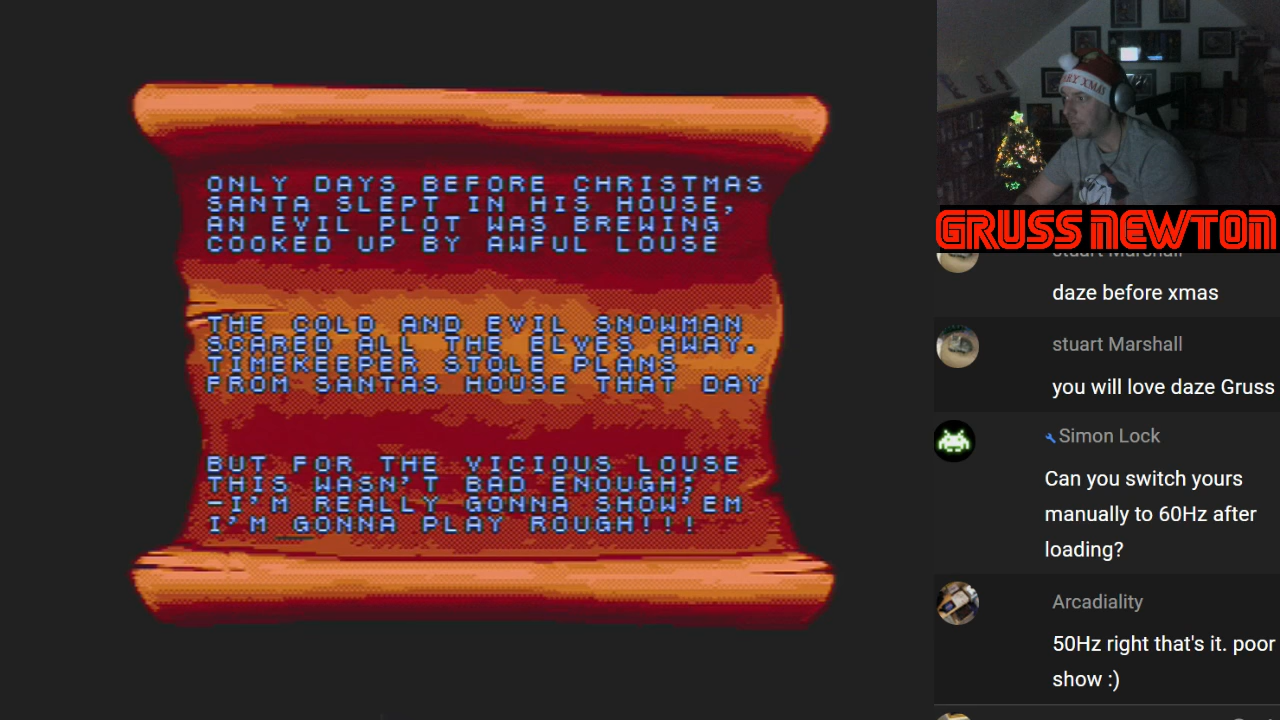 ONLY DAYS BEFORE CHRISTMAS
SANTA SLEPT IN HIS HOUSE,
AN EVIL PLOT WAS BREWING
COOKED UP BY AWFUL LOUSE
THE COLD AND EVIL SNOWMAN
SCARED ALL THE ELVES AWAY.
TIMEKEEPER STOLE PLANS
FROM SANTAS HOUSE THAT DAY
BUT FOR THE VICIOUS LOUSE
THIS WASN'T BAD ENOUGH;
-I'M REALLY GONNA SHOW'EM
I'M GONNA PLAY ROUGH!!!
XMAS
GRUSS NEWTON
stuart Marshall
daze before xmas
stuart Marshall
you will love daze Gruss
Simon Lock
Can you switch yours
manually to 60Hz after
loading?
Arcadiality
50Hz right that's it. poor
show :)